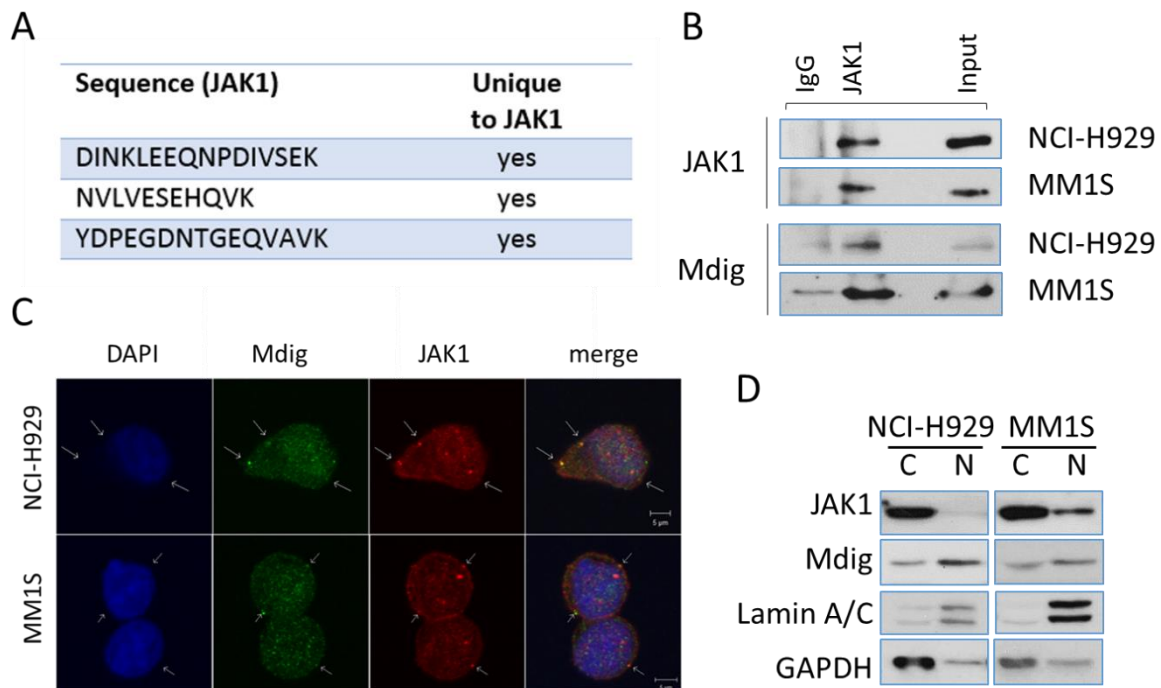 A
Sequence (JAK1) Unique
to JAK1
DINKLEEQNPDIVSEK yes
NVLVESEHQVK yes
YDPEGDNTGEQVAVK yes
B
IgG JAK1 Input
JAK1
NCI-H929
MM1S
Mdig
NCI-H929
MM1S
C
DAPI Mdig JAK1 merge
NCI-H929
5 µm
MM1S
5 µm
D
NCI-H929 MM1S
C N C N
JAK1
Mdig
Lamin A/C
GAPDH